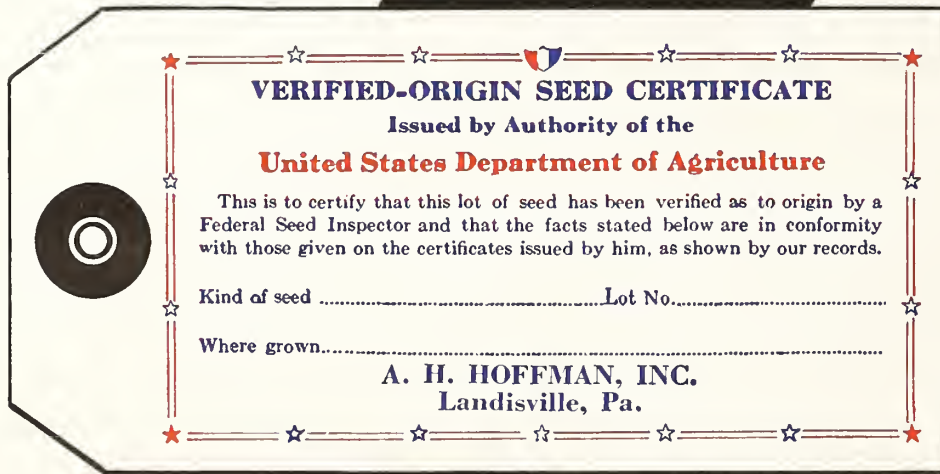 VERIFIED-ORIGIN SEED CERTIFICATE
Issued by Authority of the
United States Department of Agriculture
This is to certify that this lot of seed has been verified as to origin by a
Federal Seed Inspector and that the facts stated below are in conformity
with those given on the certificates issued by him, as shown by our records.
Kind of seed ........................................ Lot No. ........................................
Where grown ........................................
A. H. HOFFMAN, INC.
Landisville, Pa.